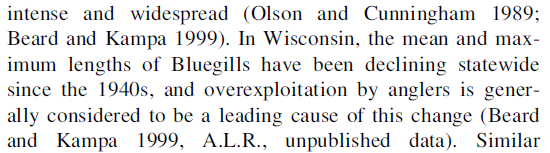 intense and widespread (Olson and Cunningham 1989;
Beard and Kampa 1999). In Wisconsin, the mean and max-
imum lengths of Bluegills have been declining statewide
since the 1940s, and overexploitation by anglers is gener-
ally considered to be a leading cause of this change (Beard
and Kampa 1999, A.L.R., unpublished data). Similar